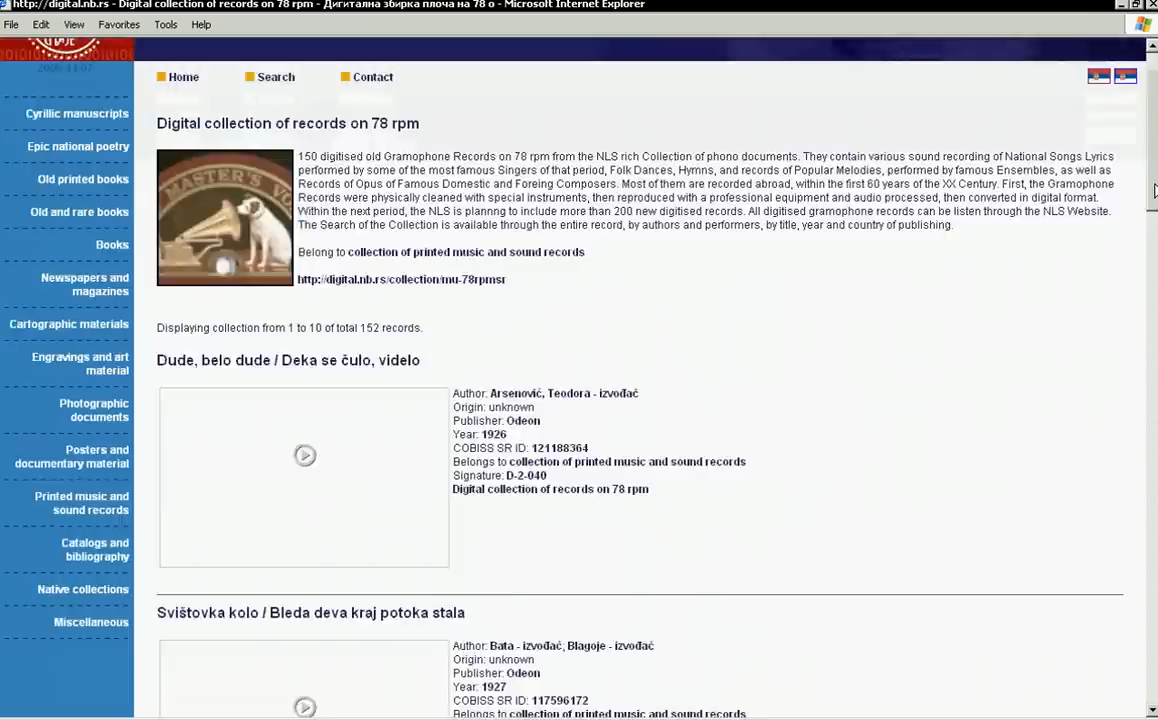 http://digital.nb.rs - Digital collection of records on 78 rpm - Дигитална збирка плоча на 78 о - Microsoft Internet Explorer
File Edit View Favorites Tools Help
2006-11-07
Home Search Contact
Cyrillic manuscripts
Epic national poetry
Old printed books
Old and rare books
Books
Newspapers and
magazines
Cartographic materials
Engravings and art
material
Photographic
documents
Posters and
documentary material
Printed music and
sound records
Catalogs and
bibliography
Native collections
Miscellaneous
Digital collection of records on 78 rpm
MASTER'S VO
150 digitised old Gramophone Records on 78 rpm from the NLS rich Collection of phono documents. They contain various sound recording of National Songs Lyrics
performed by some of the most famous Singers of that period, Folk Dances, Hymns, and records of Popular Melodies, performed by famous Ensembles, as well as
Records of Opus of Famous Domestic and Foreing Composers. Most of them are recorded abroad, within the first 60 years of the XX Century. First, the Gramophone
Records were physically cleaned with special instruments, then reproduced with a professional equipment and audio processed, then converted in digital format.
Within the next period, the NLS is plannng to include more than 200 new digitised records. All digitised gramophone records can be listen through the NLS Website.
The Search of the Collection is available through the entire record, by authors and performers, by title, year and country of publishing.
Belong to collection of printed music and sound records
http://digital.nb.rs/collection/mu-78rpmsr
Displaying collection from 1 to 10 of total 152 records.
Dude, belo dude / Deka se čulo, videlo
Author: Arsenović, Teodora - izvođač
Origin: unknown
Publisher: Odeon
Year: 1926
COBISS SR ID: 121188364
Belongs to collection of printed music and sound records
Signature: D-2-040
Digital collection of records on 78 rpm
Svištovka kolo / Bleda deva kraj potoka stala
Author: Bata - izvođač, Blagoje - izvođač
Origin: unknown
Publisher: Odeon
Year: 1927
COBISS SR ID: 117596172
Belongs to collection of printed music and sound records